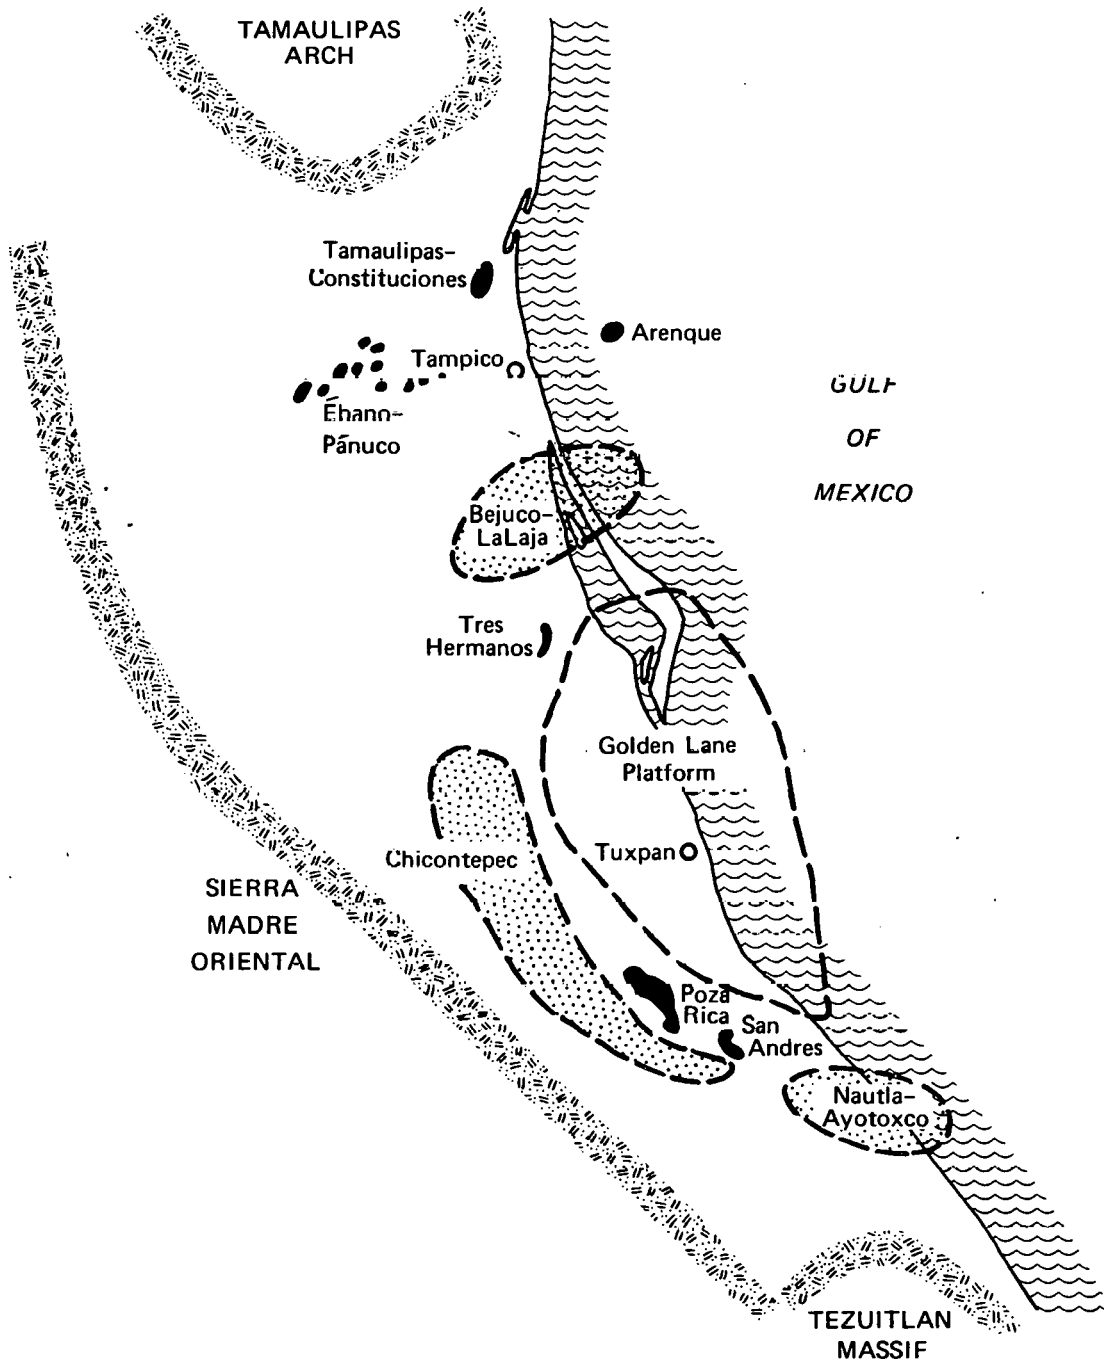 TAMAULIPAS
ARCH
Tamaulipas–
Constituciones
Arenque
Tampico
GULF
OF
MEXICO
Ébano–
Pánuco
Bejuco–
LaLaja
Tres
Hermanos
Golden Lane
Platform
Chicontepec
Tuxpan
SIERRA
MADRE
ORIENTAL
Poza
Rica
San
Andres
Nautla–
Ayotoxco
TEZUITLAN
MASSIF